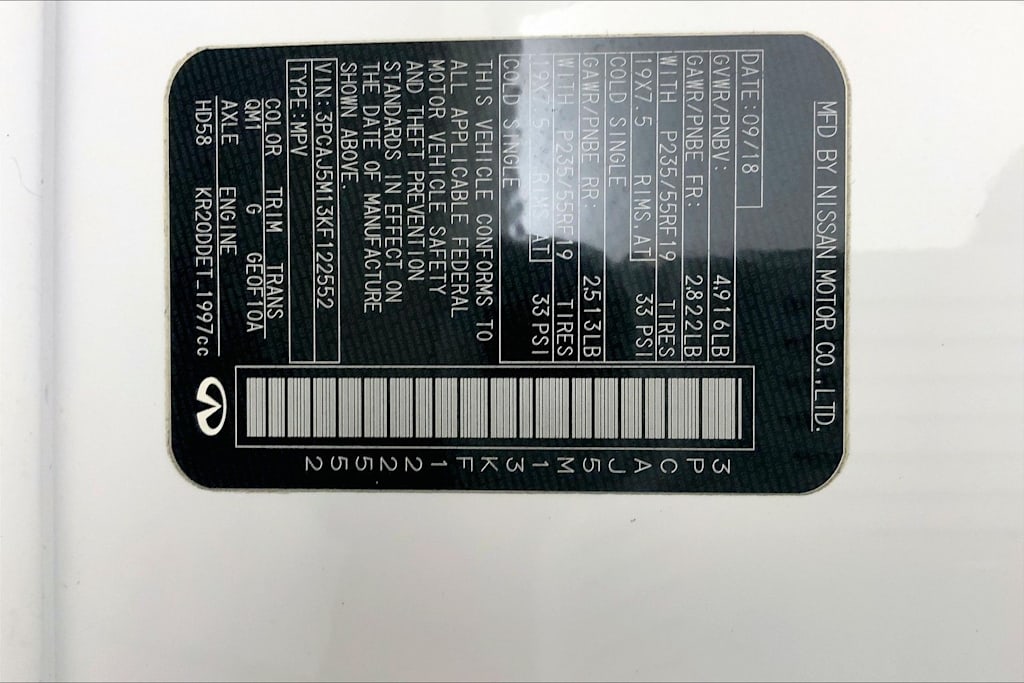 MFD BY NISSAN MOTOR CO.,LTD.
DATE:09/18
GVWR/PNBV: 4,916LB
GAWR/PNBE FR: 2,822LB
WITH P235/55RF19 TIRES
19X7.5 RIMS,AT 33 PSI
COLD SINGLE
GAWR/PNBE RR: 2,513LB
WITH P235/55RF19 TIRES
19X7.5 RIMS,AT 33 PSI
COLD SINGLE
THIS VEHICLE CONFORMS TO
ALL APPLICABLE FEDERAL
MOTOR VEHICLE SAFETY
AND THEFT PREVENTION
STANDARDS IN EFFECT ON
THE DATE OF MANUFACTURE
SHOWN ABOVE.
VIN:3PCAJ5M13KF122552
TYPE:MPV
COLOR TRIM TRANS
QM1 G GE0F10A
AXLE ENGINE
HD58 KR20DDET_1997cc
3PCAJ5M13KF122552